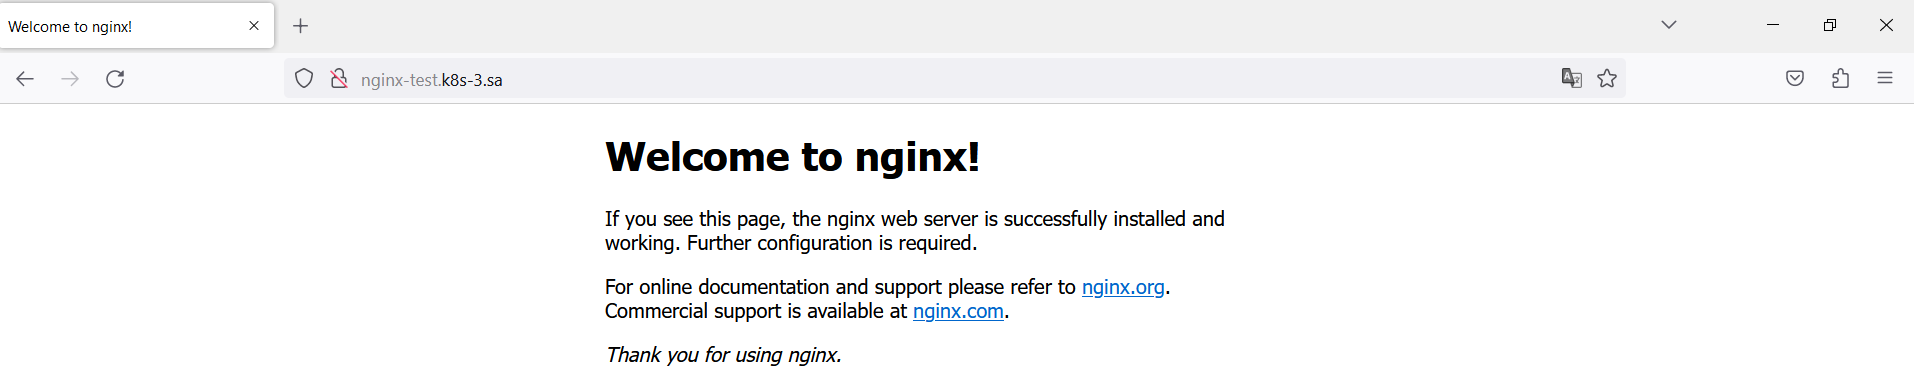 Welcome to nginx!
nginx-test.k8s-3.sa
Welcome to nginx!
If you see this page, the nginx web server is successfully installed and
working. Further configuration is required.
For online documentation and support please refer to nginx.org.
Commercial support is available at nginx.com.
Thank you for using nginx.